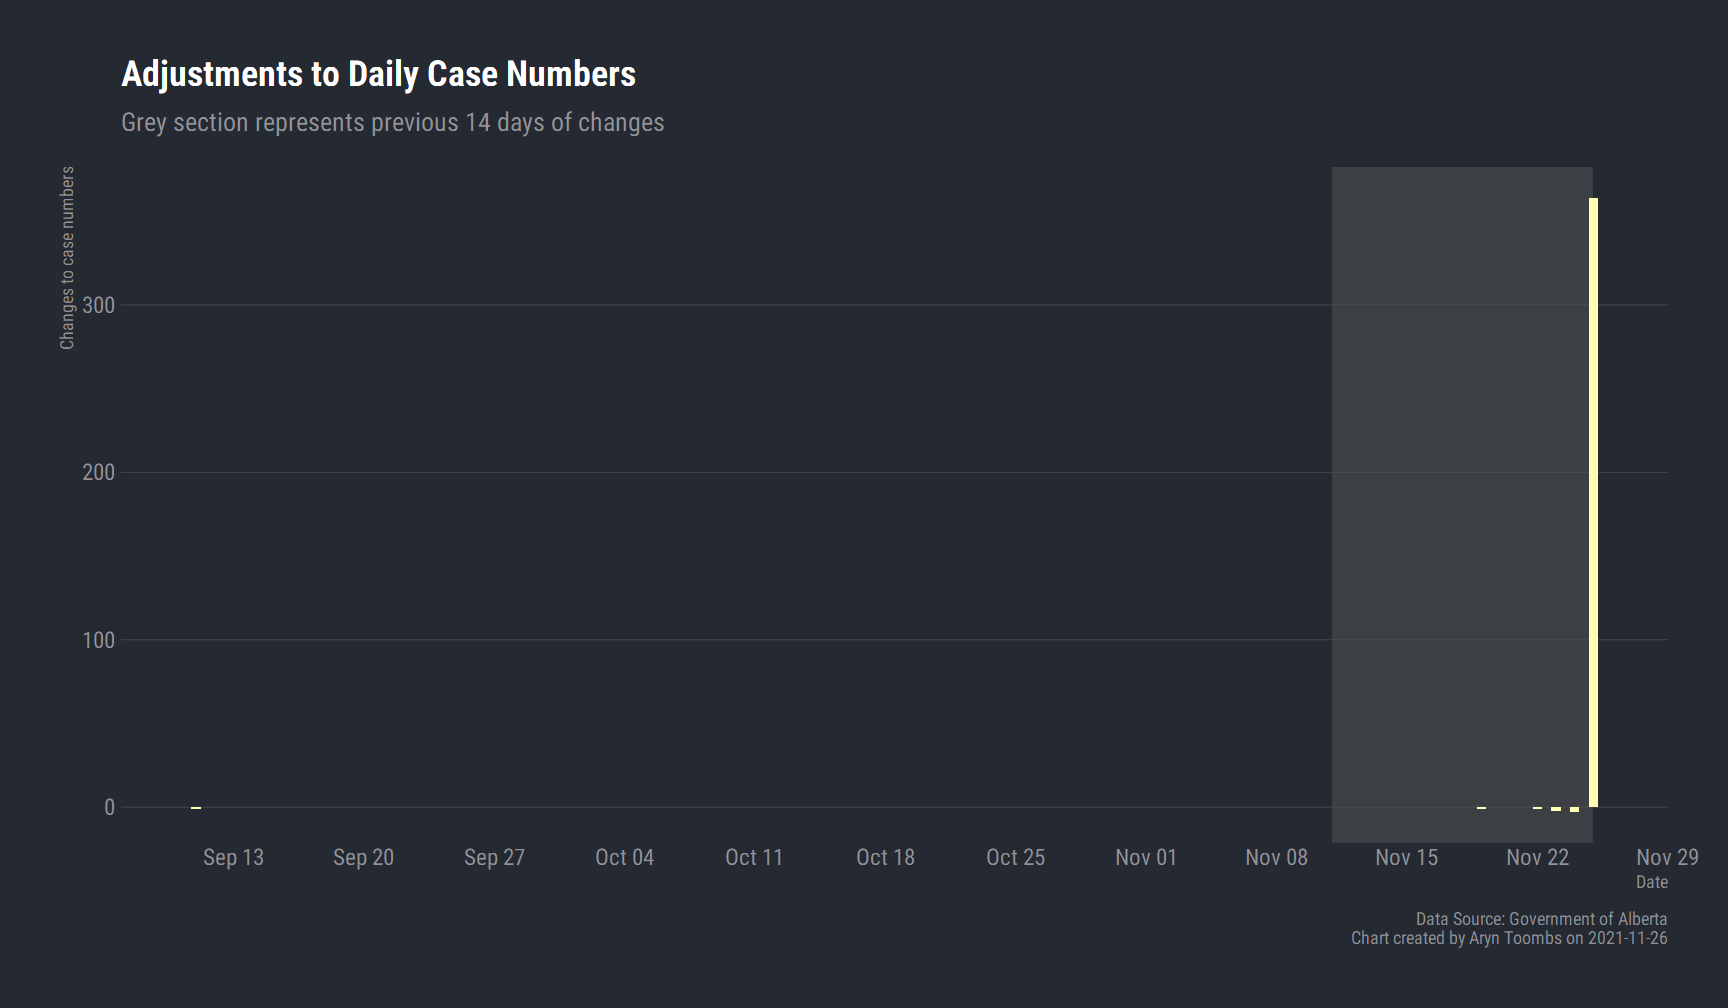 Adjustments to Daily Case Numbers
Grey section represents previous 14 days of changes
Changes to case numbers
300
200
100
0
Sep 13 Sep 20 Sep 27 Oct 04 Oct 11 Oct 18 Oct 25 Nov 01 Nov 08 Nov 15 Nov 22 Nov 29
Date
Data Source: Government of Alberta
Chart created by Aryn Toombs on 2021-11-26